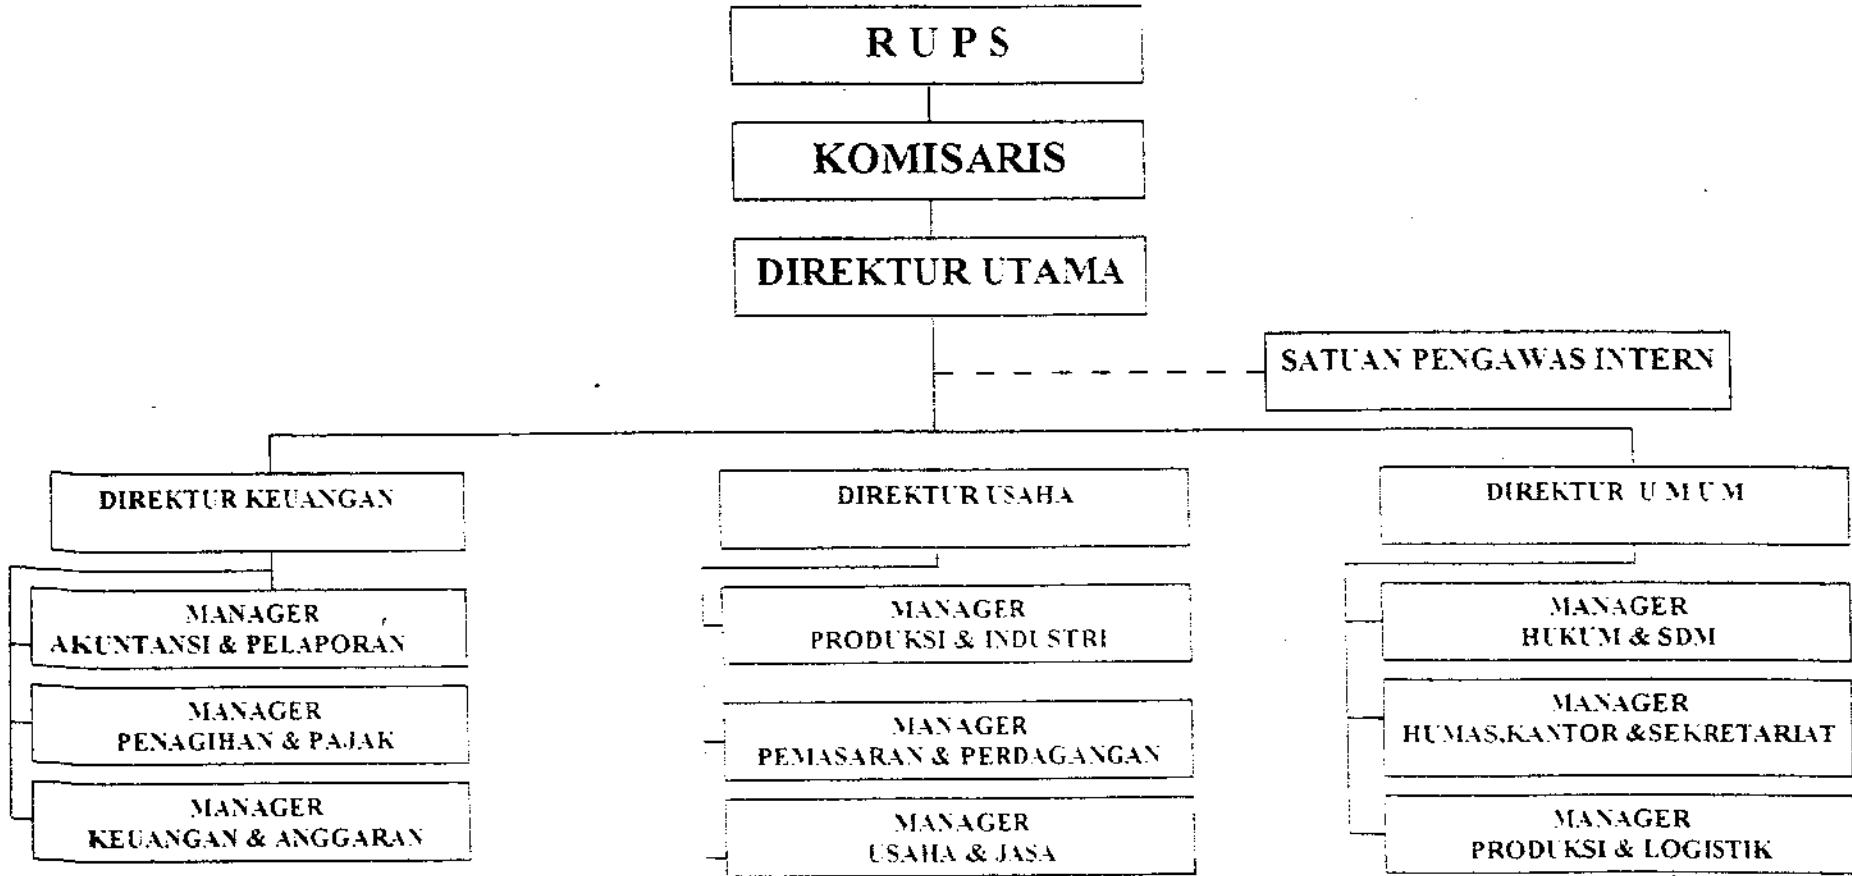 R U P S
KOMISARIS
DIREKTUR UTAMA
SATUAN PENGAWAS INTERN
DIREKTUR KEUANGAN
DIREKTUR USAHA
DIREKTUR U M U M
MANAGER
AKUNTANSI & PELAPORAN
MANAGER
PENAGIHAN & PAJAK
MANAGER
KEUANGAN & ANGGARAN
MANAGER
PRODUKSI & INDUSTRI
MANAGER
PEMASARAN & PERDAGANGAN
MANAGER
USAHA & JASA
MANAGER
HUKUM & SDM
MANAGER
HUMAS,KANTOR &SEKRETARIAT
MANAGER
PRODUKSI & LOGISTIK